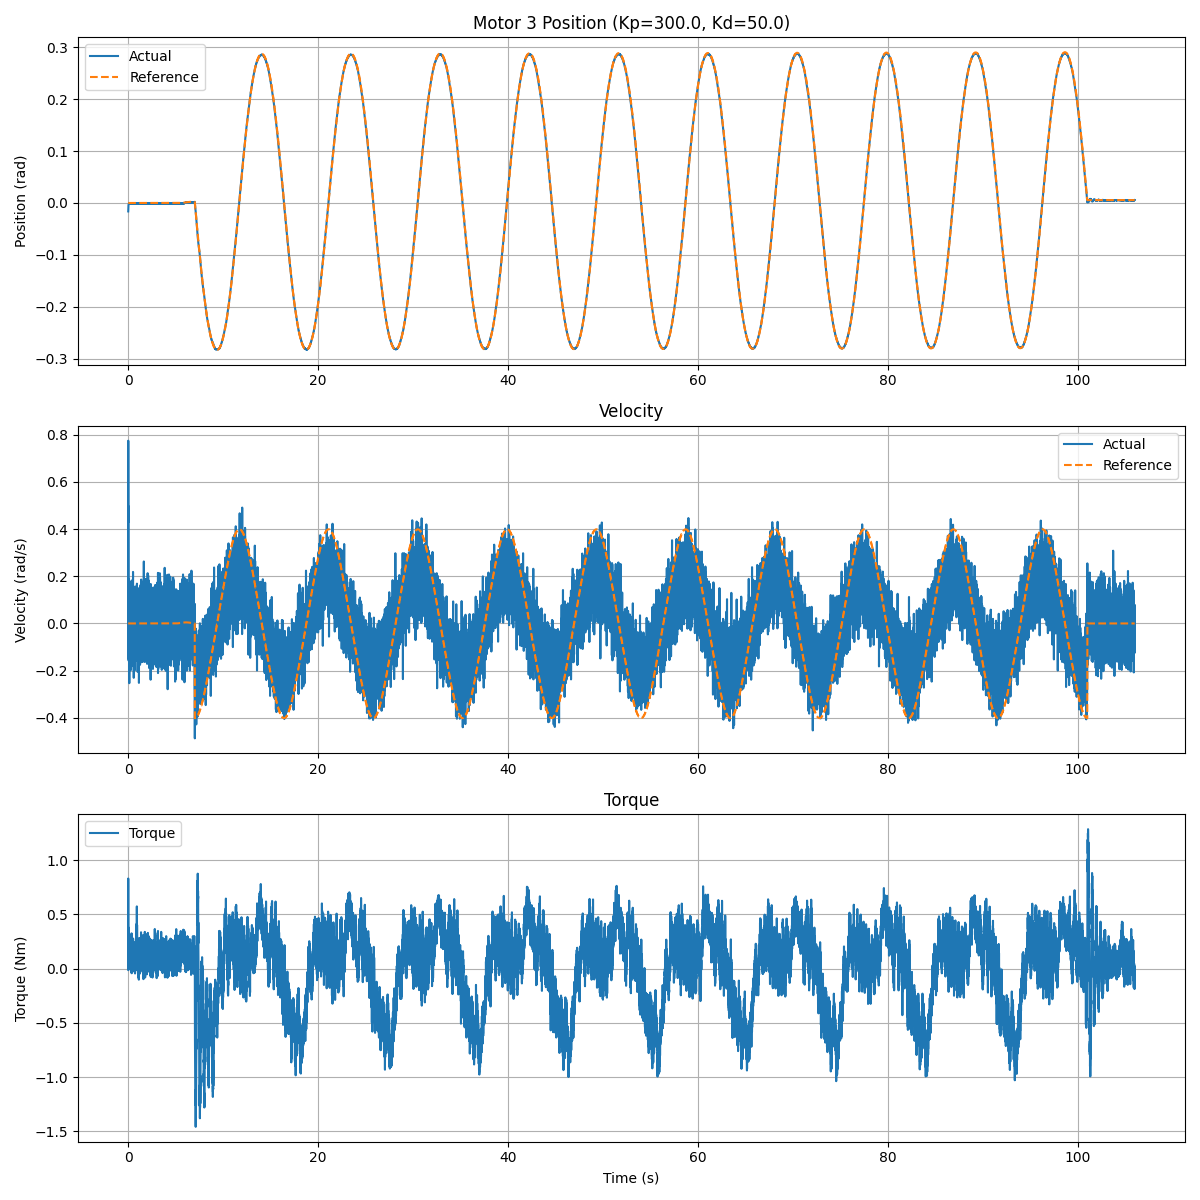 Motor 3 Position (Kp=300.0, Kd=50.0)
Actual
Reference
Position (rad)
0.3
0.2
0.1
0.0
−0.1
−0.2
−0.3
0 20 40 60 80 100
Velocity
Actual
Reference
Velocity (rad/s)
0.8
0.6
0.4
0.2
0.0
−0.2
−0.4
0 20 40 60 80 100
Torque
Torque
Torque (Nm)
1.0
0.5
0.0
−0.5
−1.0
−1.5
0 20 40 60 80 100
Time (s)